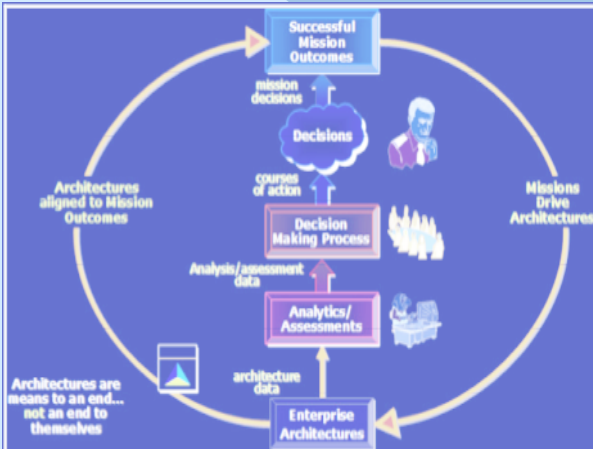 Successful
Mission
Outcomes
mission
decisions
Decisions
courses
of action
Architectures
aligned to Mission
Outcomes
Missions
Drive
Architectures
Decision
Making Process
Analysis/assessment
data
Analytics/
Assessments
architecture
data
Architectures are
means to an end...
not an end to
themselves
Enterprise
Architectures